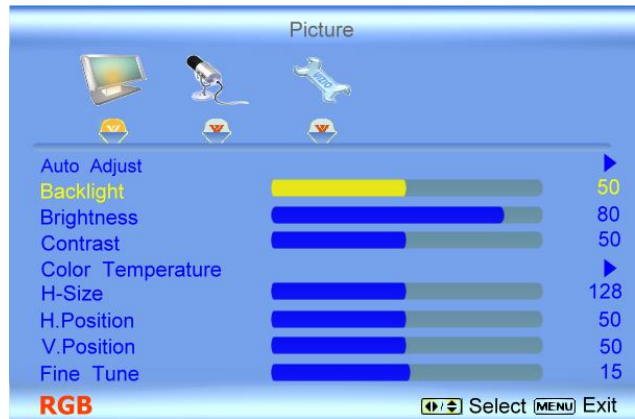 Picture
VIZIO
Auto Adjust
Backlight 50
Brightness 80
Contrast 50
Color Temperature
H-Size 128
H.Position 50
V.Position 50
Fine Tune 15
RGB Select MENU Exit